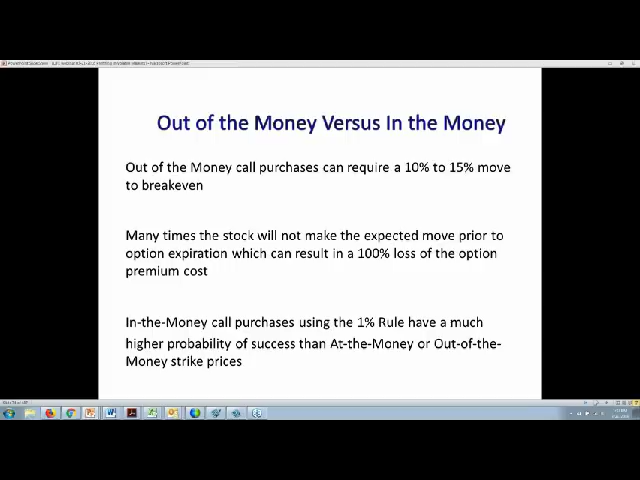 Out of the Money Versus In the Money
Out of the Money call purchases can require a 10% to 15% move
to breakeven
Many times the stock will not make the expected move prior to
option expiration which can result in a 100% loss of the option
premium cost
In-the-Money call purchases using the 1% Rule have a much
higher probability of success than At-the-Money or Out-of-the-
Money strike prices